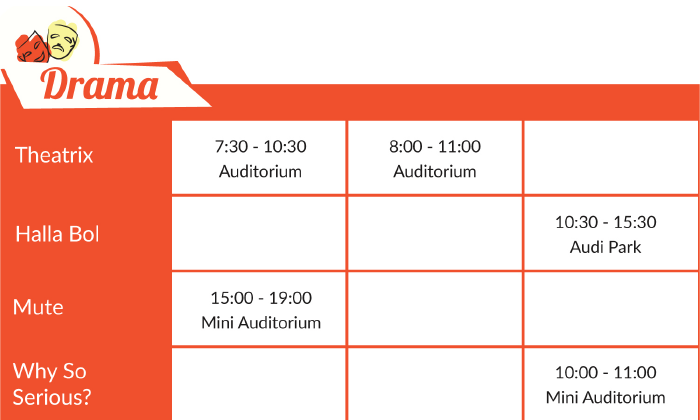 Drama
Theatrix
7:30 - 10:30
Auditorium
8:00 - 11:00
Auditorium
Halla Bol
10:30 - 15:30
Audi Park
Mute
15:00 - 19:00
Mini Auditorium
Why So
Serious?
10:00 - 11:00
Mini Auditorium